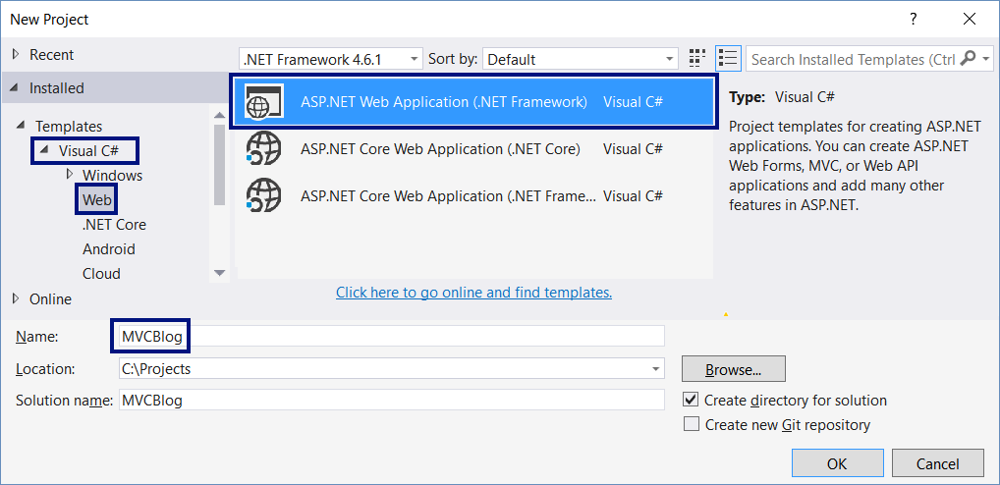 New Project
?
Recent
.NET Framework 4.6.1
Sort by: Default
Search Installed Templates (Ctrl
Installed
Templates
Visual C#
Windows
Web
.NET Core
Android
Cloud
Online
ASP.NET Web Application (.NET Framework) Visual C#
ASP.NET Core Web Application (.NET Core) Visual C#
ASP.NET Core Web Application (.NET Frame... Visual C#
Click here to go online and find templates.
Type: Visual C#
Project templates for creating ASP.NET
applications. You can create ASP.NET
Web Forms, MVC, or Web API
applications and add many other
features in ASP.NET.
Name: MVCBlog
Location: C:\Projects
Browse...
Solution name: MVCBlog
Create directory for solution
Create new Git repository
OK
Cancel